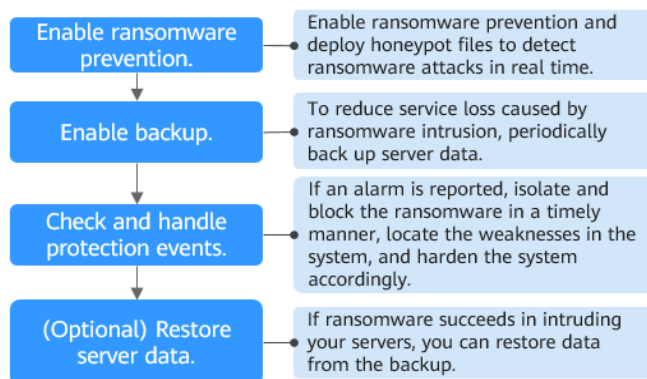 Enable ransomware
prevention.
Enable ransomware prevention and
deploy honeypot files to detect
ransomware attacks in real time.
Enable backup.
To reduce service loss caused by
ransomware intrusion, periodically
back up server data.
Check and handle
protection events.
If an alarm is reported, isolate and
block the ransomware in a timely
manner, locate the weaknesses in the
system, and harden the system
accordingly.
(Optional) Restore
server data.
If ransomware succeeds in intruding
your servers, you can restore data
from the backup.